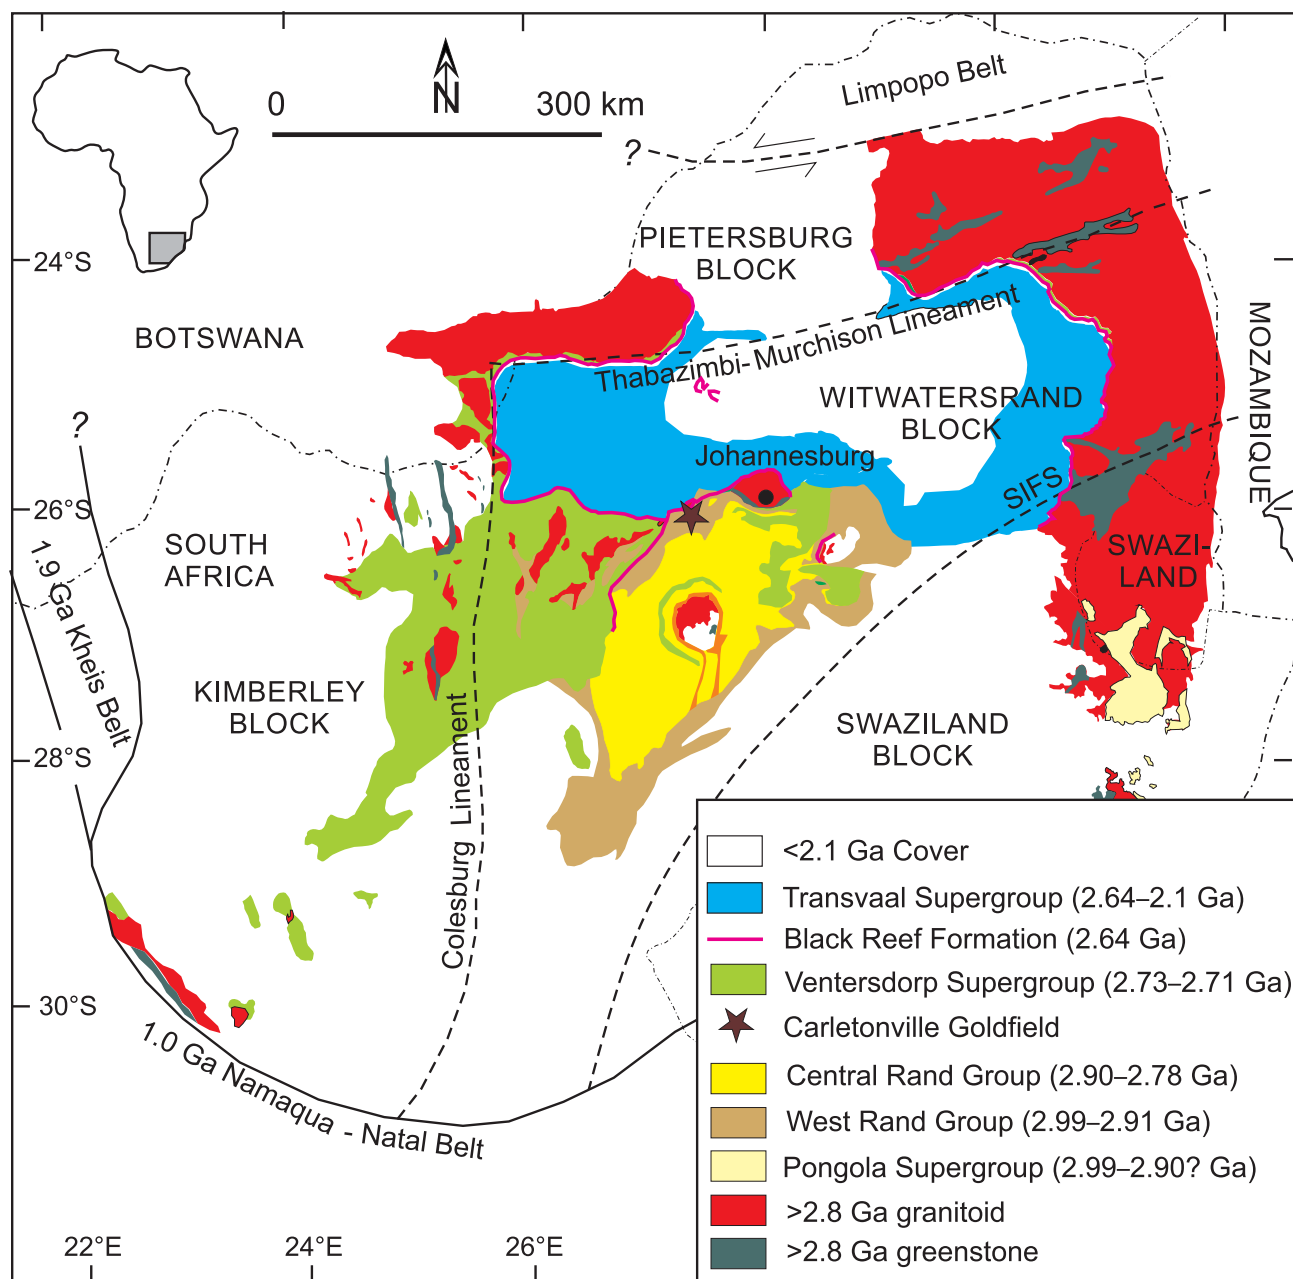 Limpopo Belt
N
0
300 km
?
PIETERSBURG
BLOCK
24°S
BOTSWANA
Thabazimbi-Murchison Lineament
MOZAMBIQUE
WITWATERSRAND
BLOCK
?
Johannesburg
SIFS
26°S
SOUTH
AFRICA
SWAZI-
LAND
1.9 Ga Kheis Belt
KIMBERLEY
BLOCK
Colesburg Lineament
SWAZILAND
BLOCK
28°S
30°S
1.0 Ga Namaqua - Natal Belt
<2.1 Ga Cover
Transvaal Supergroup (2.64–2.1 Ga)
Black Reef Formation (2.64 Ga)
Ventersdorp Supergroup (2.73–2.71 Ga)
Carletonville Goldfield
Central Rand Group (2.90–2.78 Ga)
West Rand Group (2.99–2.91 Ga)
Pongola Supergroup (2.99–2.90? Ga)
>2.8 Ga granitoid
>2.8 Ga greenstone
22°E
24°E
26°E